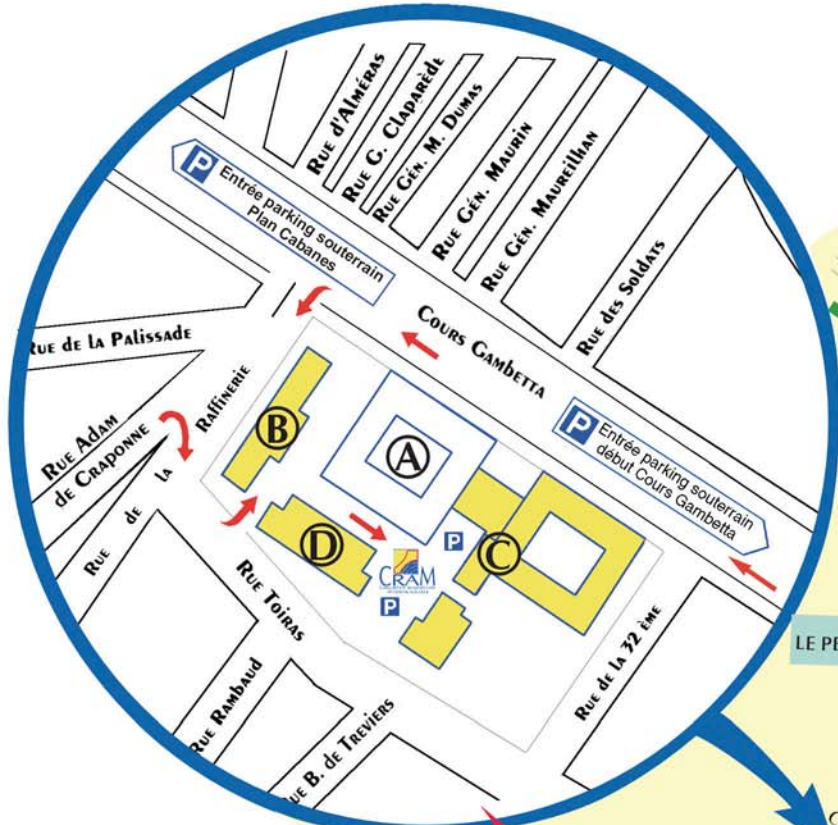 Rue d'Alméras
Rue G. Claparède
Rue Gén. M. Dumas
Rue Gén. Maurin
Rue Gén. Maureilhan
Rue des Soldats
P
Entrée parking souterrain
Plan Cabanes
Cours Gambetta
Rue de la Palissade
Raffinerie
Rue Adam
de Craponne
Rue de la
B
A
P
Entrée parking souterrain
début Cours Gambetta
D
P
C
CRAM
P
Rue Toiras
Rue de la 32 ème
LE PE
Rue Rambaud
Rue B. de Treviers